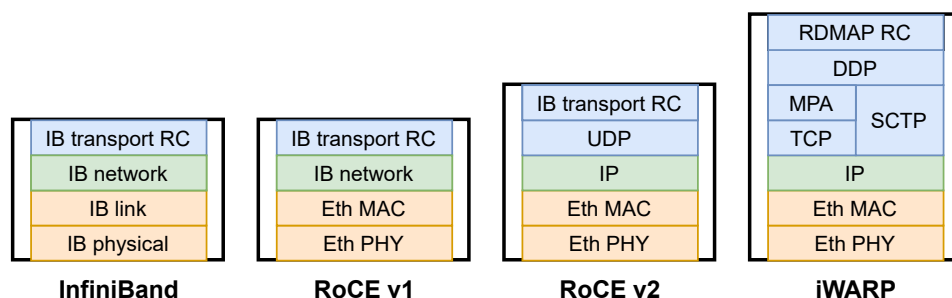 IB transport RC
IB network
IB link
IB physical
InfiniBand
IB transport RC
IB network
Eth MAC
Eth PHY
RoCE v1
IB transport RC
UDP
IP
Eth MAC
Eth PHY
RoCE v2
RDMAP RC
DDP
MPA
SCTP
TCP
IP
Eth MAC
Eth PHY
iWARP